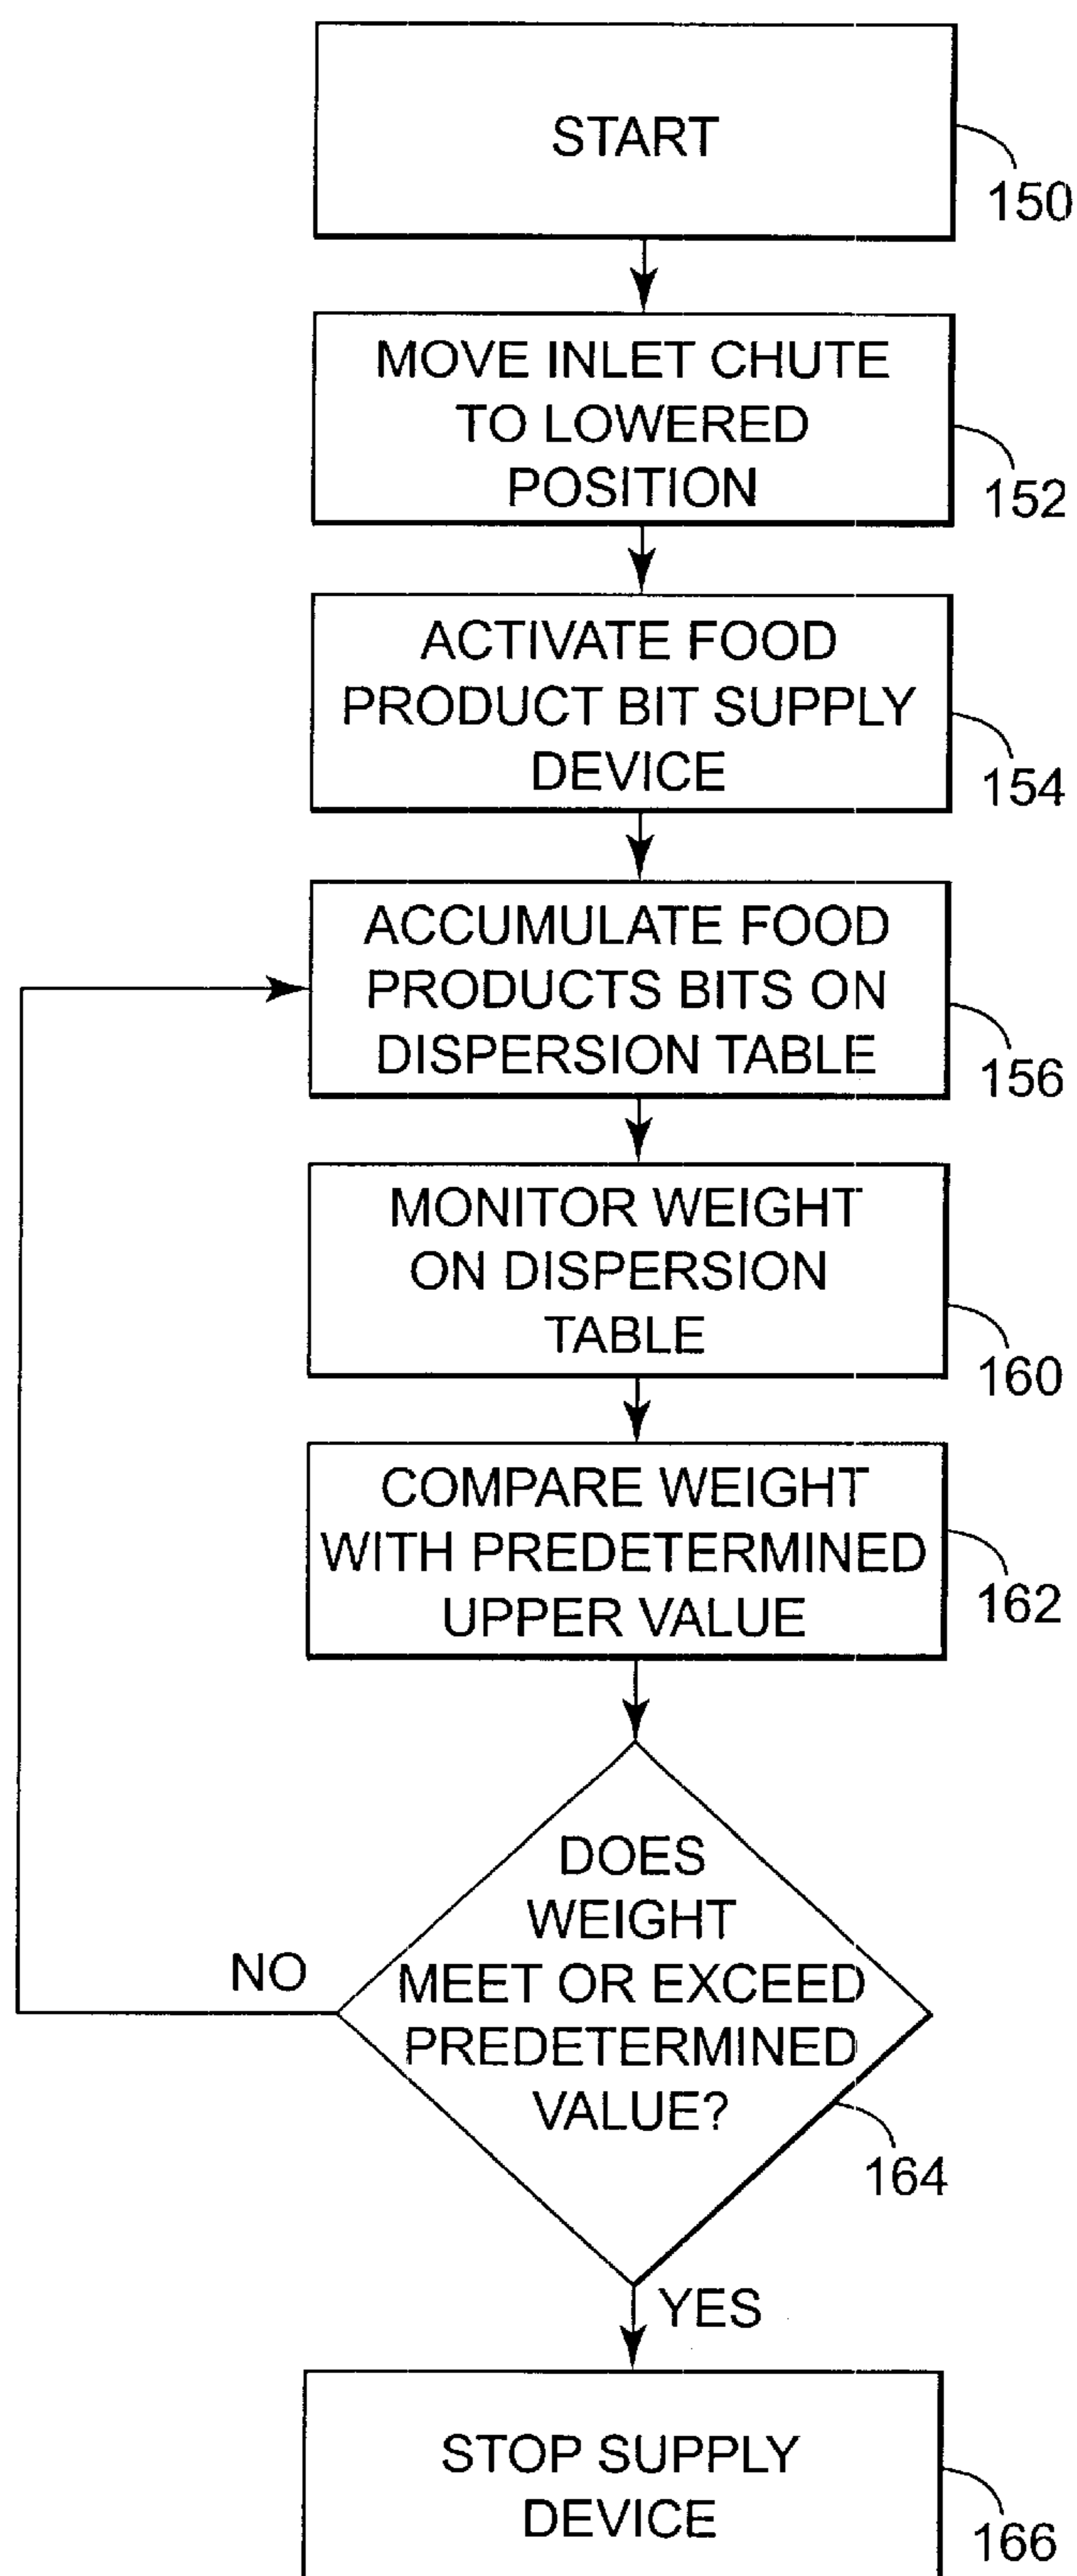 START
150
MOVE INLET CHUTE
TO LOWERED
POSITION
152
ACTIVATE FOOD
PRODUCT BIT SUPPLY
DEVICE
154
ACCUMULATE FOOD
PRODUCTS BITS ON
DISPERSION TABLE
156
MONITOR WEIGHT
ON DISPERSION
TABLE
160
COMPARE WEIGHT
WITH PREDETERMINED
UPPER VALUE
162
DOES
WEIGHT
MEET OR EXCEED
PREDETERMINED
VALUE?
NO
164
YES
STOP SUPPLY
DEVICE
166